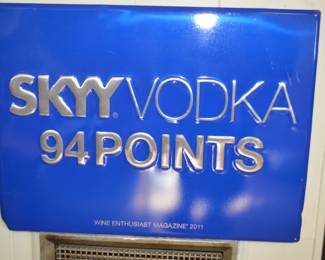 SKYY® VODKA
94 POINTS
WINE ENTHUSIAST MAGAZINE® 2011